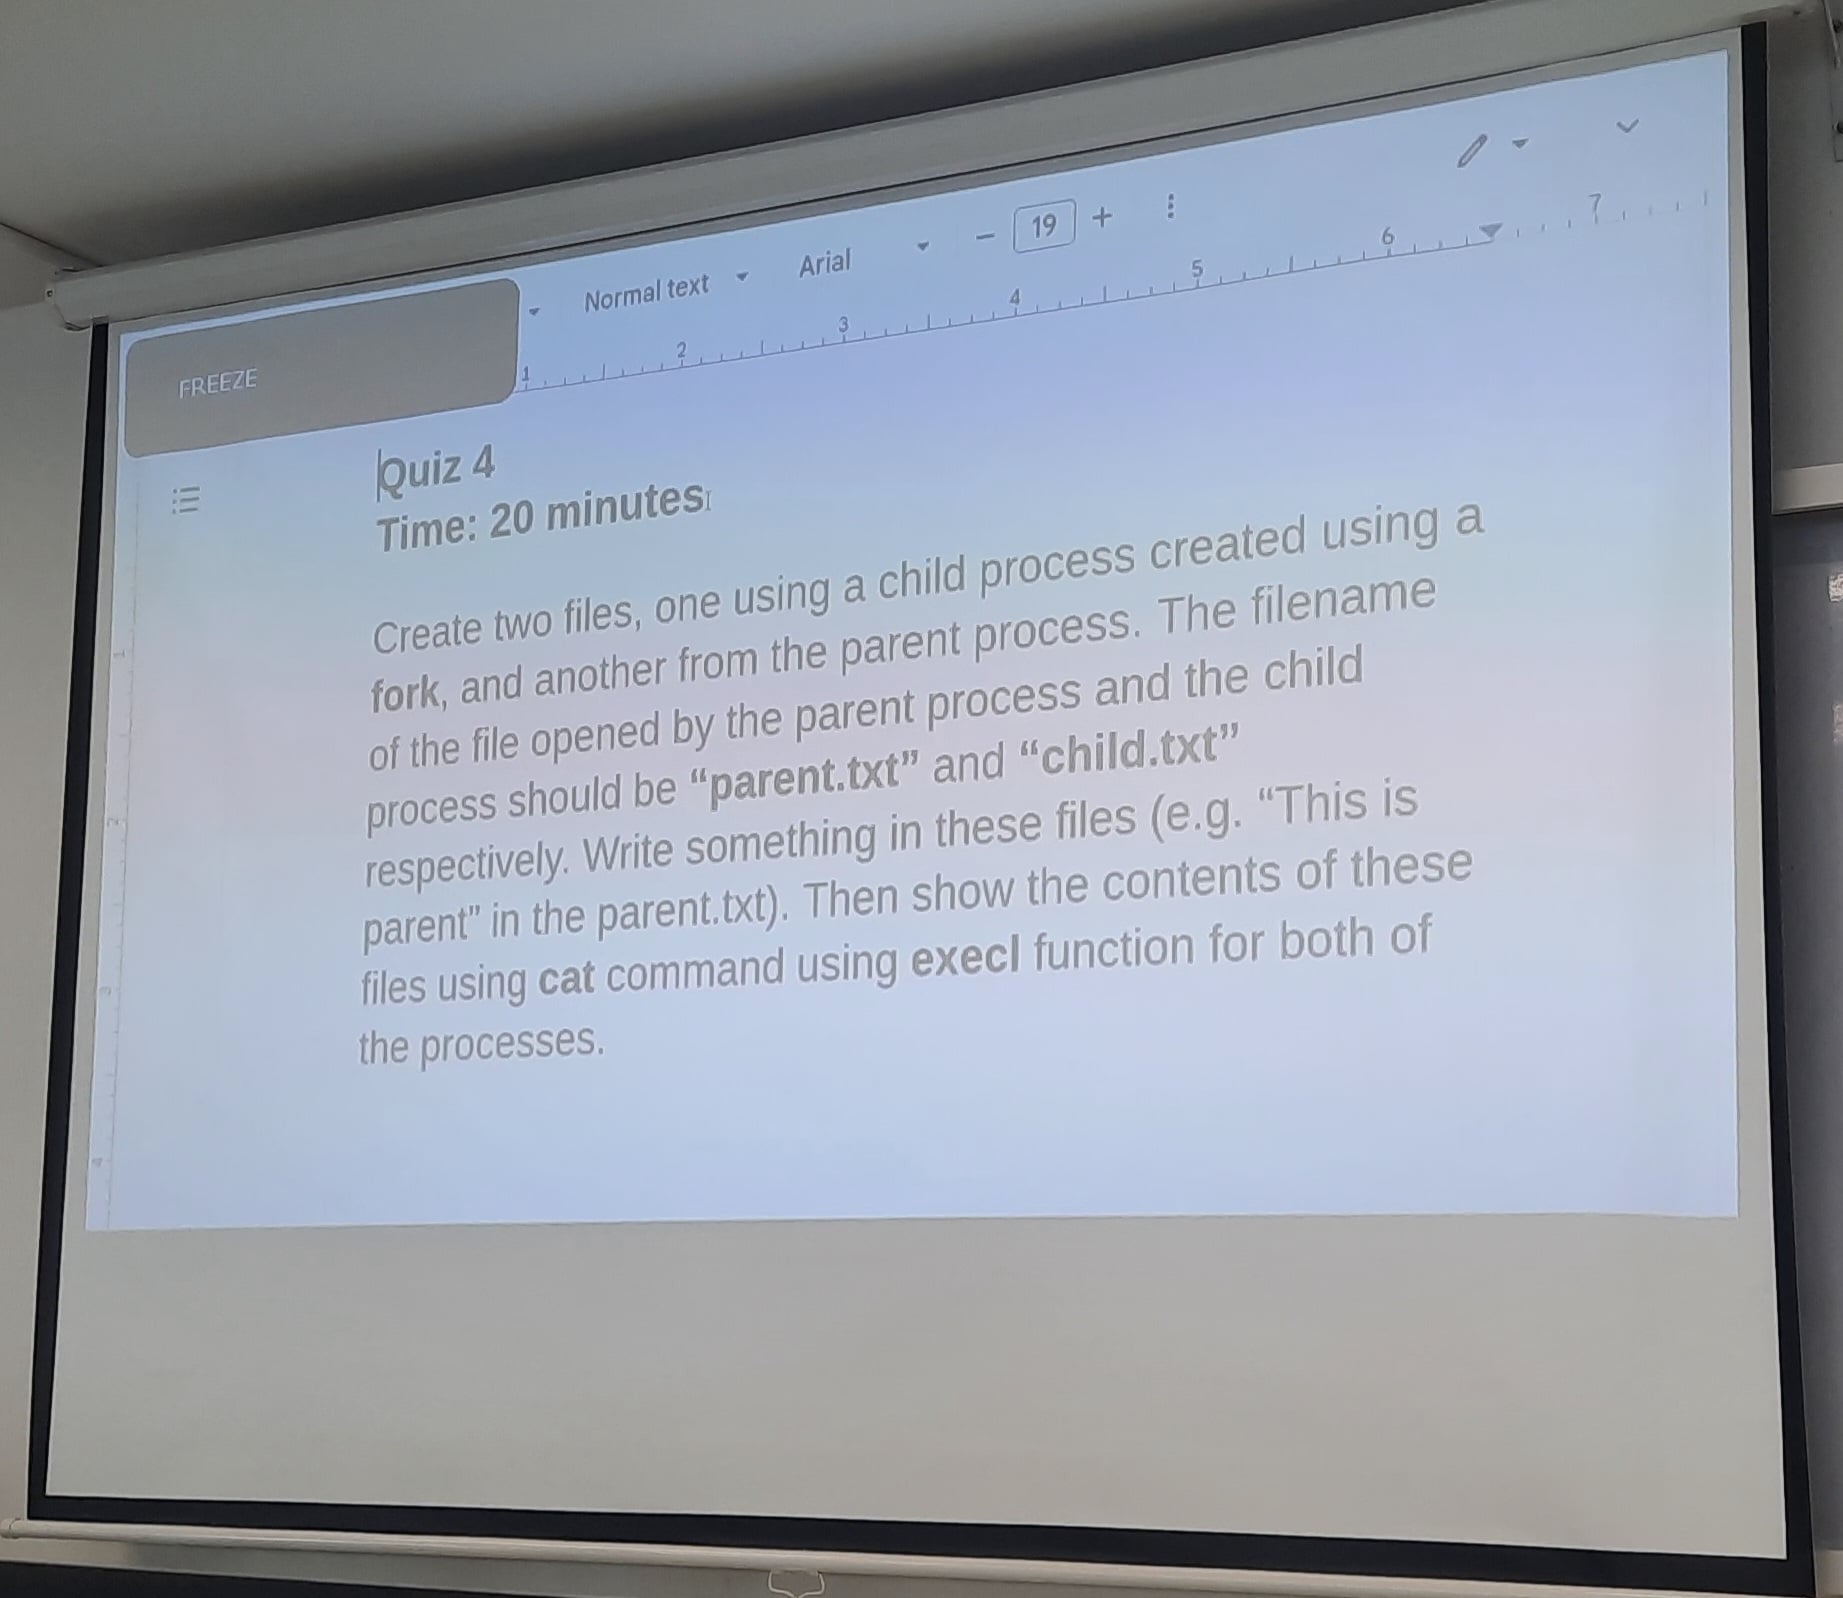 Normal text
Arial
19
1 2 3 4 5 6 7
FREEZE
Quiz 4
Time: 20 minutes
Create two files, one using a child process created using a
fork, and another from the parent process. The filename
of the file opened by the parent process and the child
process should be “parent.txt” and “child.txt”
respectively. Write something in these files (e.g. “This is
parent” in the parent.txt). Then show the contents of these
files using cat command using execl function for both of
the processes.
1
2
3
4